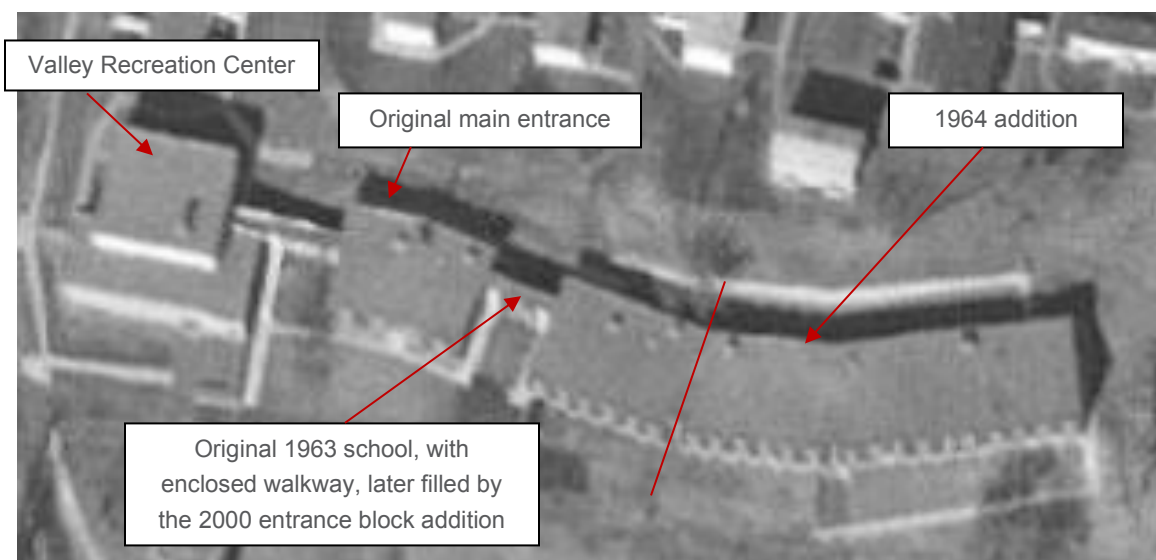 Valley Recreation Center
Original main entrance
1964 addition
Original 1963 school, with
enclosed walkway, later filled by
the 2000 entrance block addition